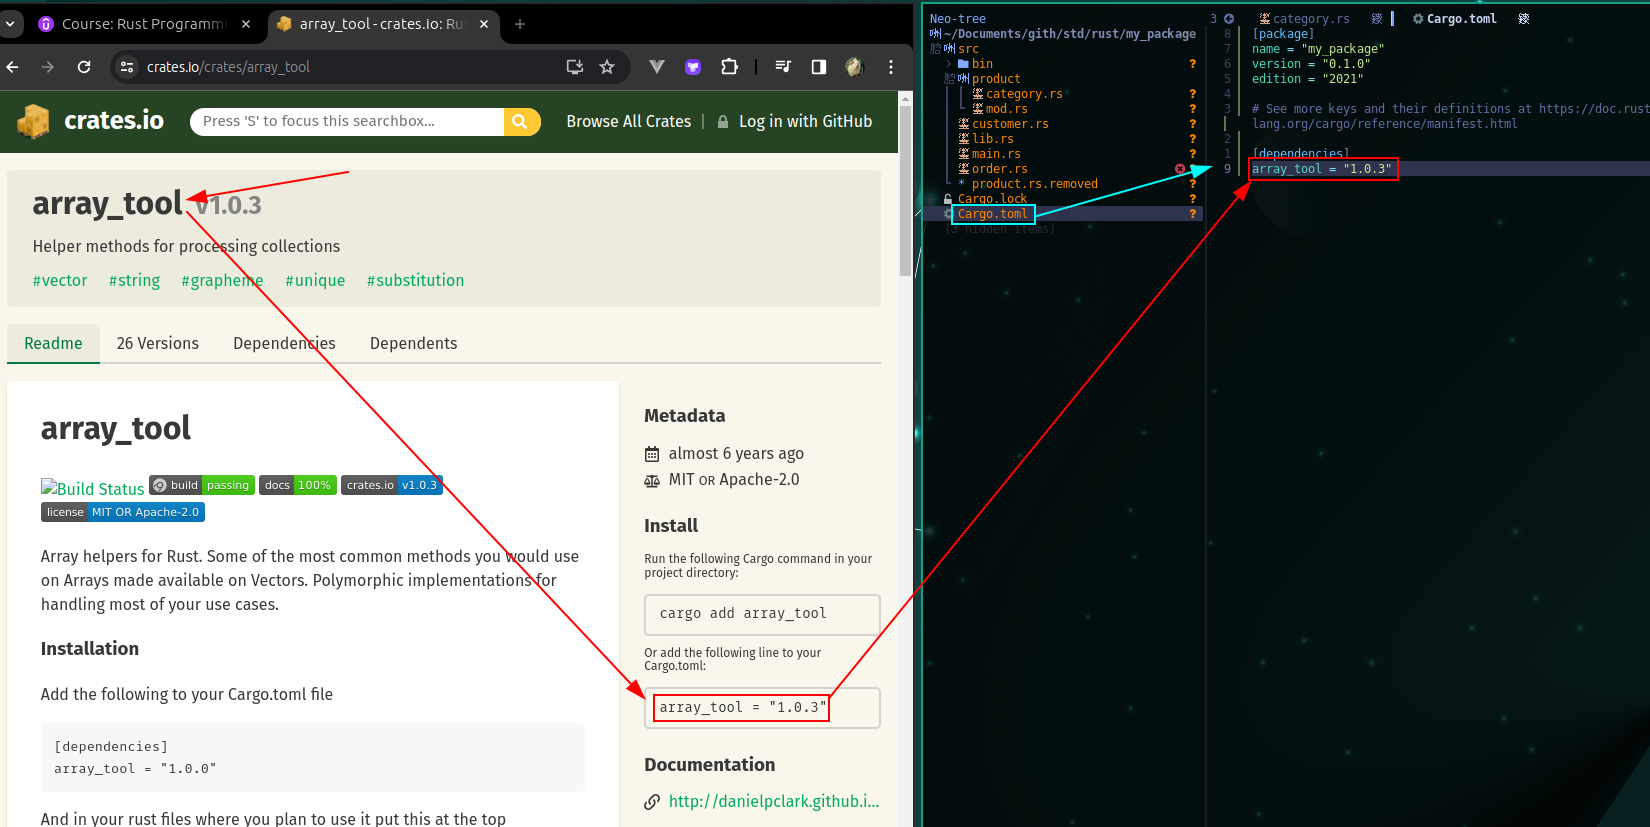 Course: Rust Programmi
array_tool - crates.io: Rus
crates.io/crates/array_tool
crates.io
Press 'S' to focus this searchbox...
Browse All Crates | Log in with GitHub
array_tool v1.0.3
Helper methods for processing collections
#vector #string #grapheme #unique #substitution
Readme 26 Versions Dependencies Dependents
array_tool
Build Status build passing docs 100% crates.io v1.0.3
license MIT OR Apache-2.0
Array helpers for Rust. Some of the most common methods you would use
on Arrays made available on Vectors. Polymorphic implementations for
handling most of your use cases.
Installation
Add the following to your Cargo.toml file
[dependencies]
array_tool = "1.0.0"
And in your rust files where you plan to use it put this at the top
Metadata
almost 6 years ago
MIT OR Apache-2.0
Install
Run the following Cargo command in your
project directory:
cargo add array_tool
Or add the following line to your
Cargo.toml:
array_tool = "1.0.3"
Documentation
http://danielpclark.github.i...
Neo-tree
~/Documents/gith/std/rust/my_package
src
bin ?
product
category.rs ?
mod.rs ?
customer.rs ?
lib.rs ?
main.rs ?
order.rs ?
* product.rs.removed ?
Cargo.lock ?
Cargo.toml ?
(3 hidden items)
3 category.rs Cargo.toml
8 [package]
7 name = "my_package"
6 version = "0.1.0"
5 edition = "2021"
4
3 # See more keys and their definitions at https://doc.rust
lang.org/cargo/reference/manifest.html
2
1 [dependencies]
9 array_tool = "1.0.3"